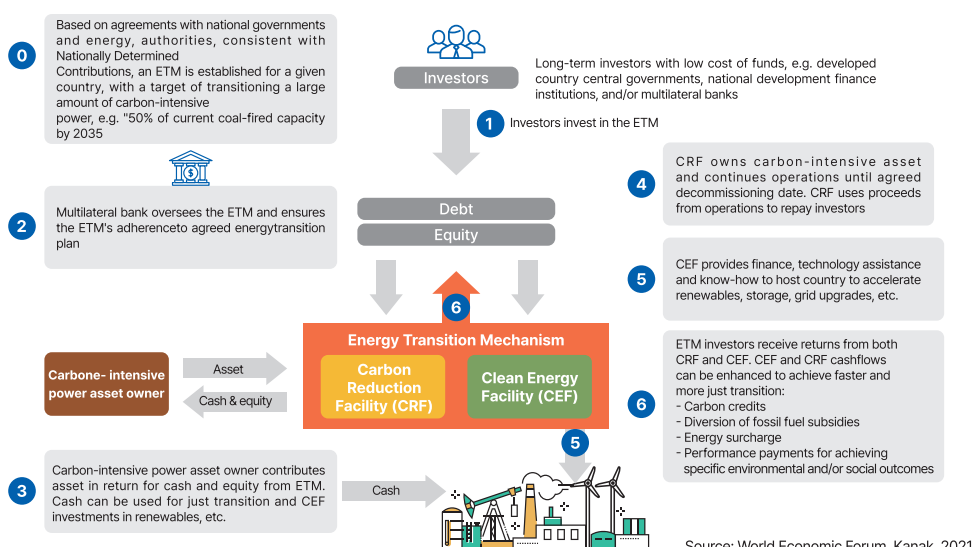 0
Based on agreements with national governments
and energy, authorities, consistent with
Nationally Determined
Contributions, an ETM is established for a given
country, with a target of transitioning a large
amount of carbon-intensive
power, e.g. "50% of current coal-fired capacity
by 2035
Investors
Long-term investors with low cost of funds, e.g. developed
country central governments, national development finance
institutions, and/or multilateral banks
1
Investors invest in the ETM
2
Multilateral bank oversees the ETM and ensures
the ETM's adherenceto agreed energytransition
plan
Debt
Equity
4
CRF owns carbon-intensive asset
and continues operations until agreed
decommissioning date. CRF uses proceeds
from operations to repay investors
5
CEF provides finance, technology assistance
and know-how to host country to accelerate
renewables, storage, grid upgrades, etc.
6
Energy Transition Mechanism
Carbon
Reduction
Facility (CRF)
Clean Energy
Facility (CEF)
Carbone- intensive
power asset owner
Asset
Cash & equity
6
ETM investors receive returns from both
CRF and CEF. CEF and CRF cashflows
can be enhanced to achieve faster and
more just transition:
- Carbon credits
- Diversion of fossil fuel subsidies
- Energy surcharge
- Performance payments for achieving
specific environmental and/or social outcomes
5
3
Carbon-intensive power asset owner contributes
asset in return for cash and equity from ETM.
Cash can be used for just transition and CEF
investments in renewables, etc.
Cash
Source: World Economic Forum, Kanak, 2021